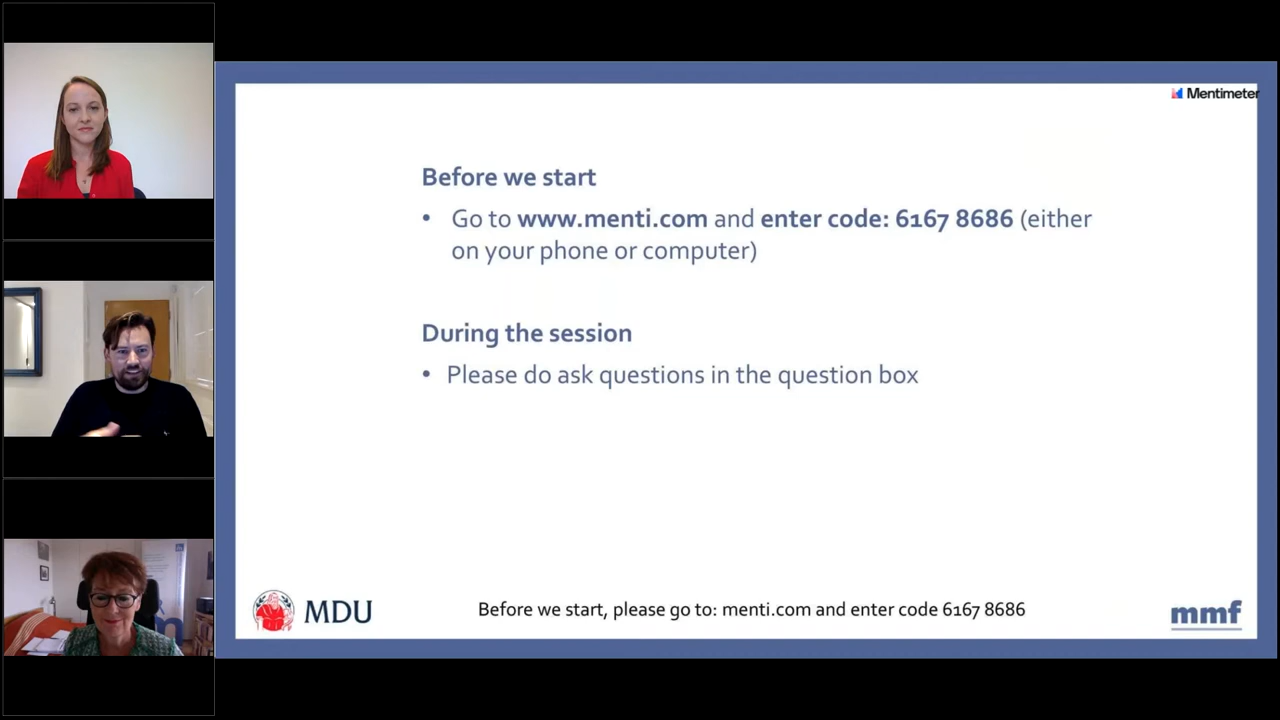 Mentimeter
Before we start
• Go to www.menti.com and enter code: 6167 8686 (either
on your phone or computer)
During the session
• Please do ask questions in the question box
MDU
Before we start, please go to: menti.com and enter code 6167 8686
mmf